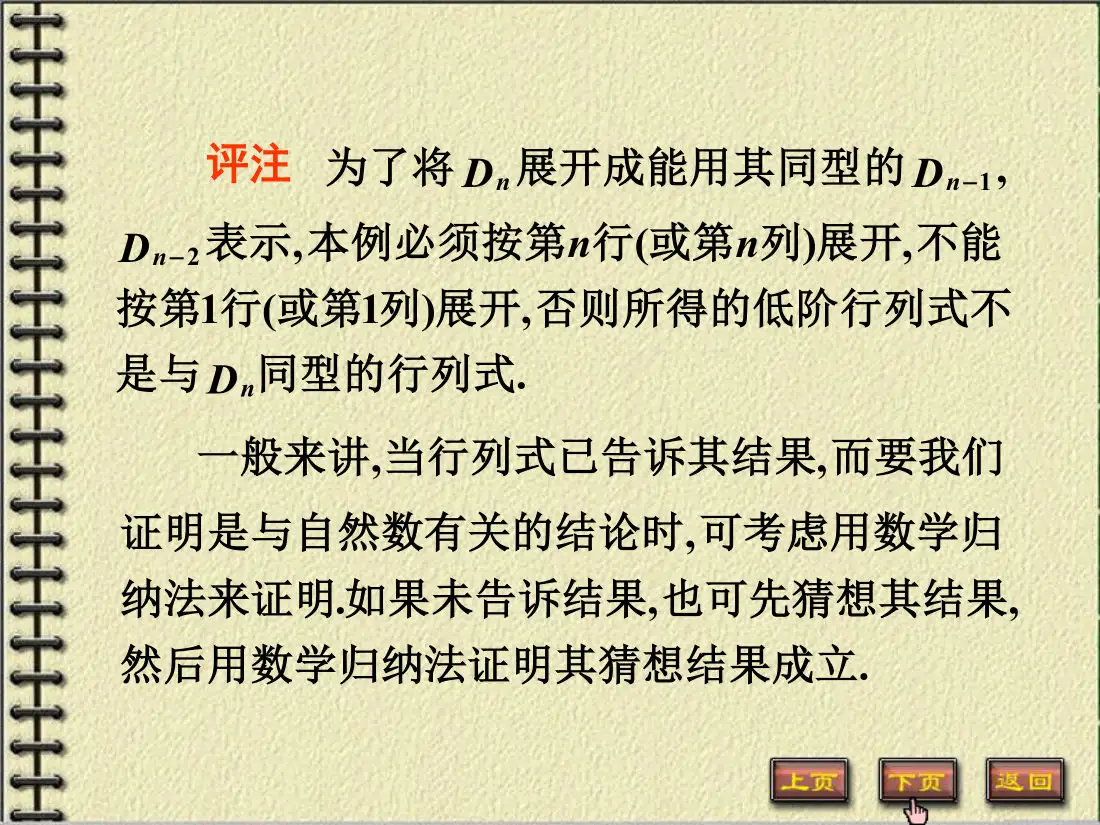 评注 为了将 Dn 展开成能用其同型的 Dn−1,
Dn−2 表示,本例必须按第n行(或第n列)展开,不能
按第1行(或第1列)展开,否则所得的低阶行列式不
是与 Dn 同型的行列式.
一般来讲,当行列式已告诉其结果,而要我们
证明是与自然数有关的结论时,可考虑用数学归
纳法来证明.如果未告诉结果,也可先猜想其结果,
然后用数学归纳法证明其猜想结果成立.
上页 下页 返回